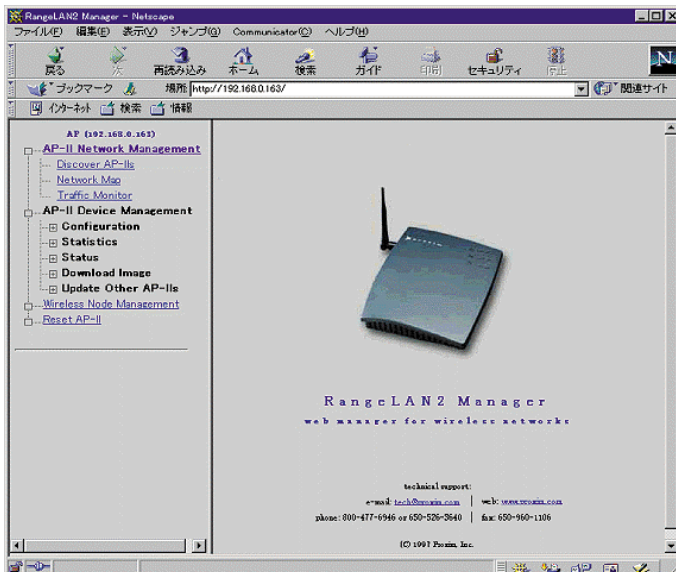 RangeLAN2 Manager - Netscape
ファイル(F) 編集(E) 表示(V) ジャンプ(G) Communicator(C) ヘルプ(H)
戻る 次 再読み込み ホーム 検索 ガイド 印刷 セキュリティ 停止
N
ブックマーク 場所: http://192.168.0.163/ 関連サイト
インターネット 検索 情報
AP (192.168.0.163)
AP-II Network Management
Discover AP-IIs
Network Map
Traffic Monitor
AP-II Device Management
Configuration
Statistics
Status
Download Image
Update Other AP-IIs
Wireless Node Management
Reset AP-II
RangeLAN2 Manager
web manager for wireless networks
technical support:
e-mail: tech@proxim.com | web: www.proxim.com
phone: 800-477-6946 or 650-526-3640 | fax: 650-960-1106
(C) 1997 Proxim, Inc.